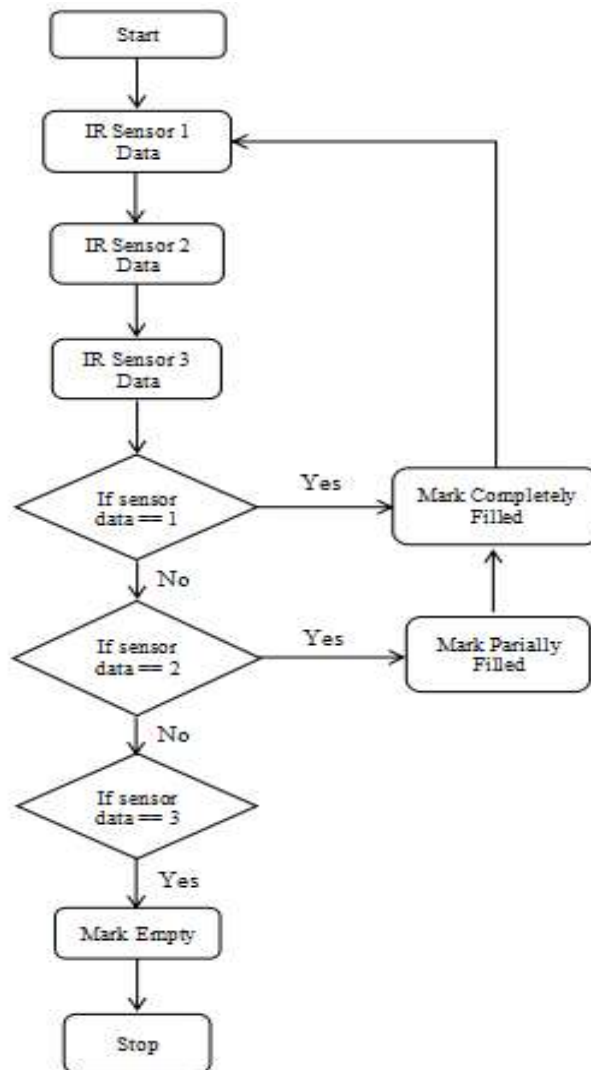 Start
IR Sensor 1
Data
IR Sensor 2
Data
IR Sensor 3
Data
If sensor
data == 1
Yes
Mark Completely
Filled
No
If sensor
data == 2
Yes
Mark Parially
Filled
No
If sensor
data == 3
Yes
Mark Empty
Stop